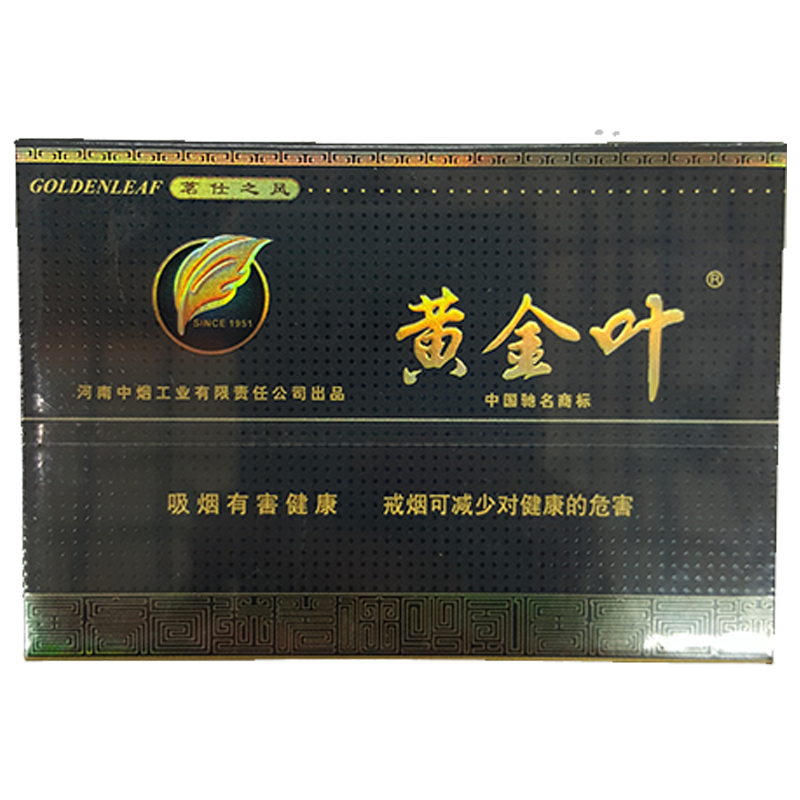 GOLDENLEAF 茗仕之风
SINCE 1951
黄金叶®
河南中烟工业有限责任公司出品
中国驰名商标
吸烟有害健康 戒烟可减少对健康的危害